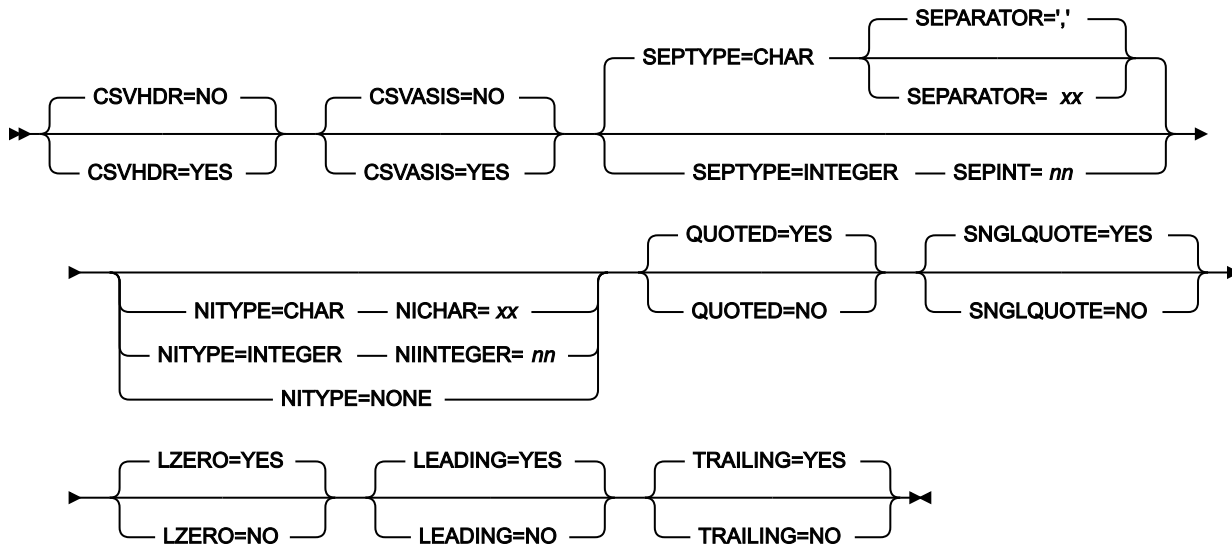 SEPARATOR=','
SEPTYPE=CHAR
CSVHDR=NO CSVASIS=NO SEPARATOR= xx
CSVHDR=YES CSVASIS=YES SEPTYPE=INTEGER SEPINT= nn
QUOTED=YES SNGLQUOTE=YES
NITYPE=CHAR NICHAR= xx QUOTED=NO SNGLQUOTE=NO
NITYPE=INTEGER NIINTEGER= nn
NITYPE=NONE
LZERO=YES LEADING=YES TRAILING=YES
LZERO=NO LEADING=NO TRAILING=NO